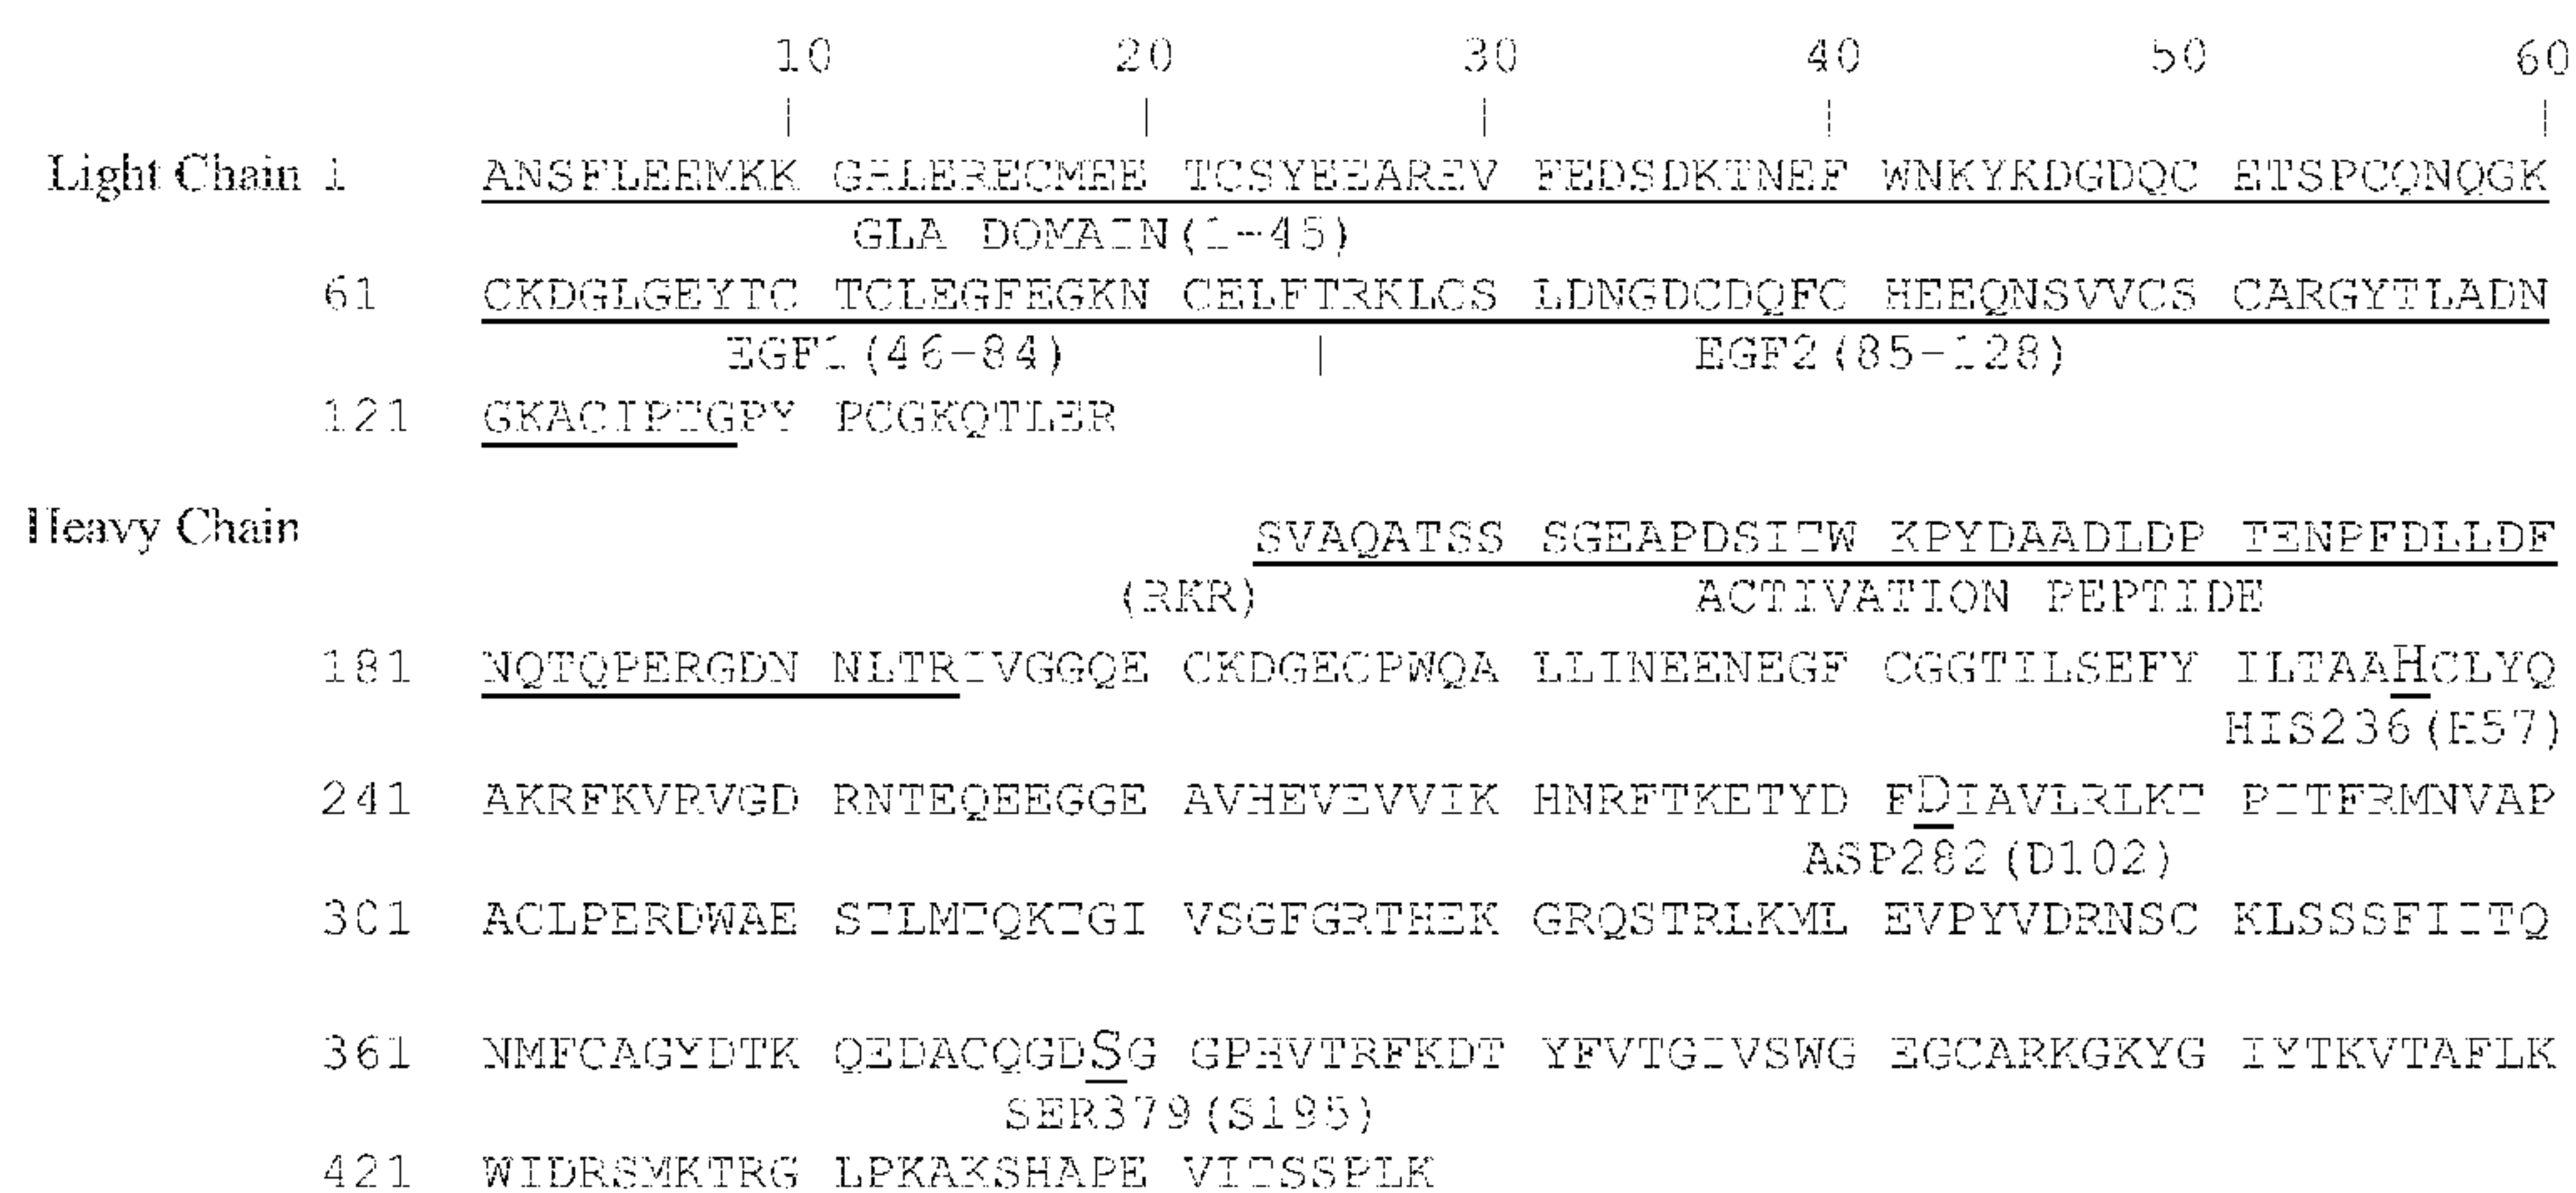 10 20 30 40 50 60
Light Chain 1 ANSFLEEMKK GHLERECMEE TCSYEEAREV FEDSDKTNEF WNKYKDGDQC ETSPCQNQGK
GLA DOMAIN(1-45)
61 CKDGLGEYTC TCLEGFEGKN CELFTRKLCS LDNGDCDQFC HEEQNSVVCS CARGYTLADN
EGF1(46-84) | EGF2(85-128)
121 GKACIPTGPY PCGKQTLER
Heavy Chain SVAQATSS SGEAPDSITW KPYDAADLDP TENPFDLLDF
(RKR) ACTIVATION PEPTIDE
181 NQTQPERGDN NLTRIVGGQE CKDGECPWQA LLINEENEGF CGGTILSEFY ILTAAHCLYQ
HIS236(H57)
241 AKRFKVRVGD RNTEQEEGGE AVHEVEVVIK HNRFTKETYD FDIAVLRLKT PITFRMNVAP
ASP282(D102)
301 ACLPERDWAE STLMTQKTGI VSGFGRTHEK GRQSTRLKML EVPYVDRNSC KLSSSFIITQ
361 NMFCAGYDTK QEDACQGDSG GPHVTRFKDT YFVTGIVSWG EGCARKGKYG IYTKVTAFLK
SER379(S195)
421 WIDRSMKTRG LPKAKSHAPE VITSSPLK